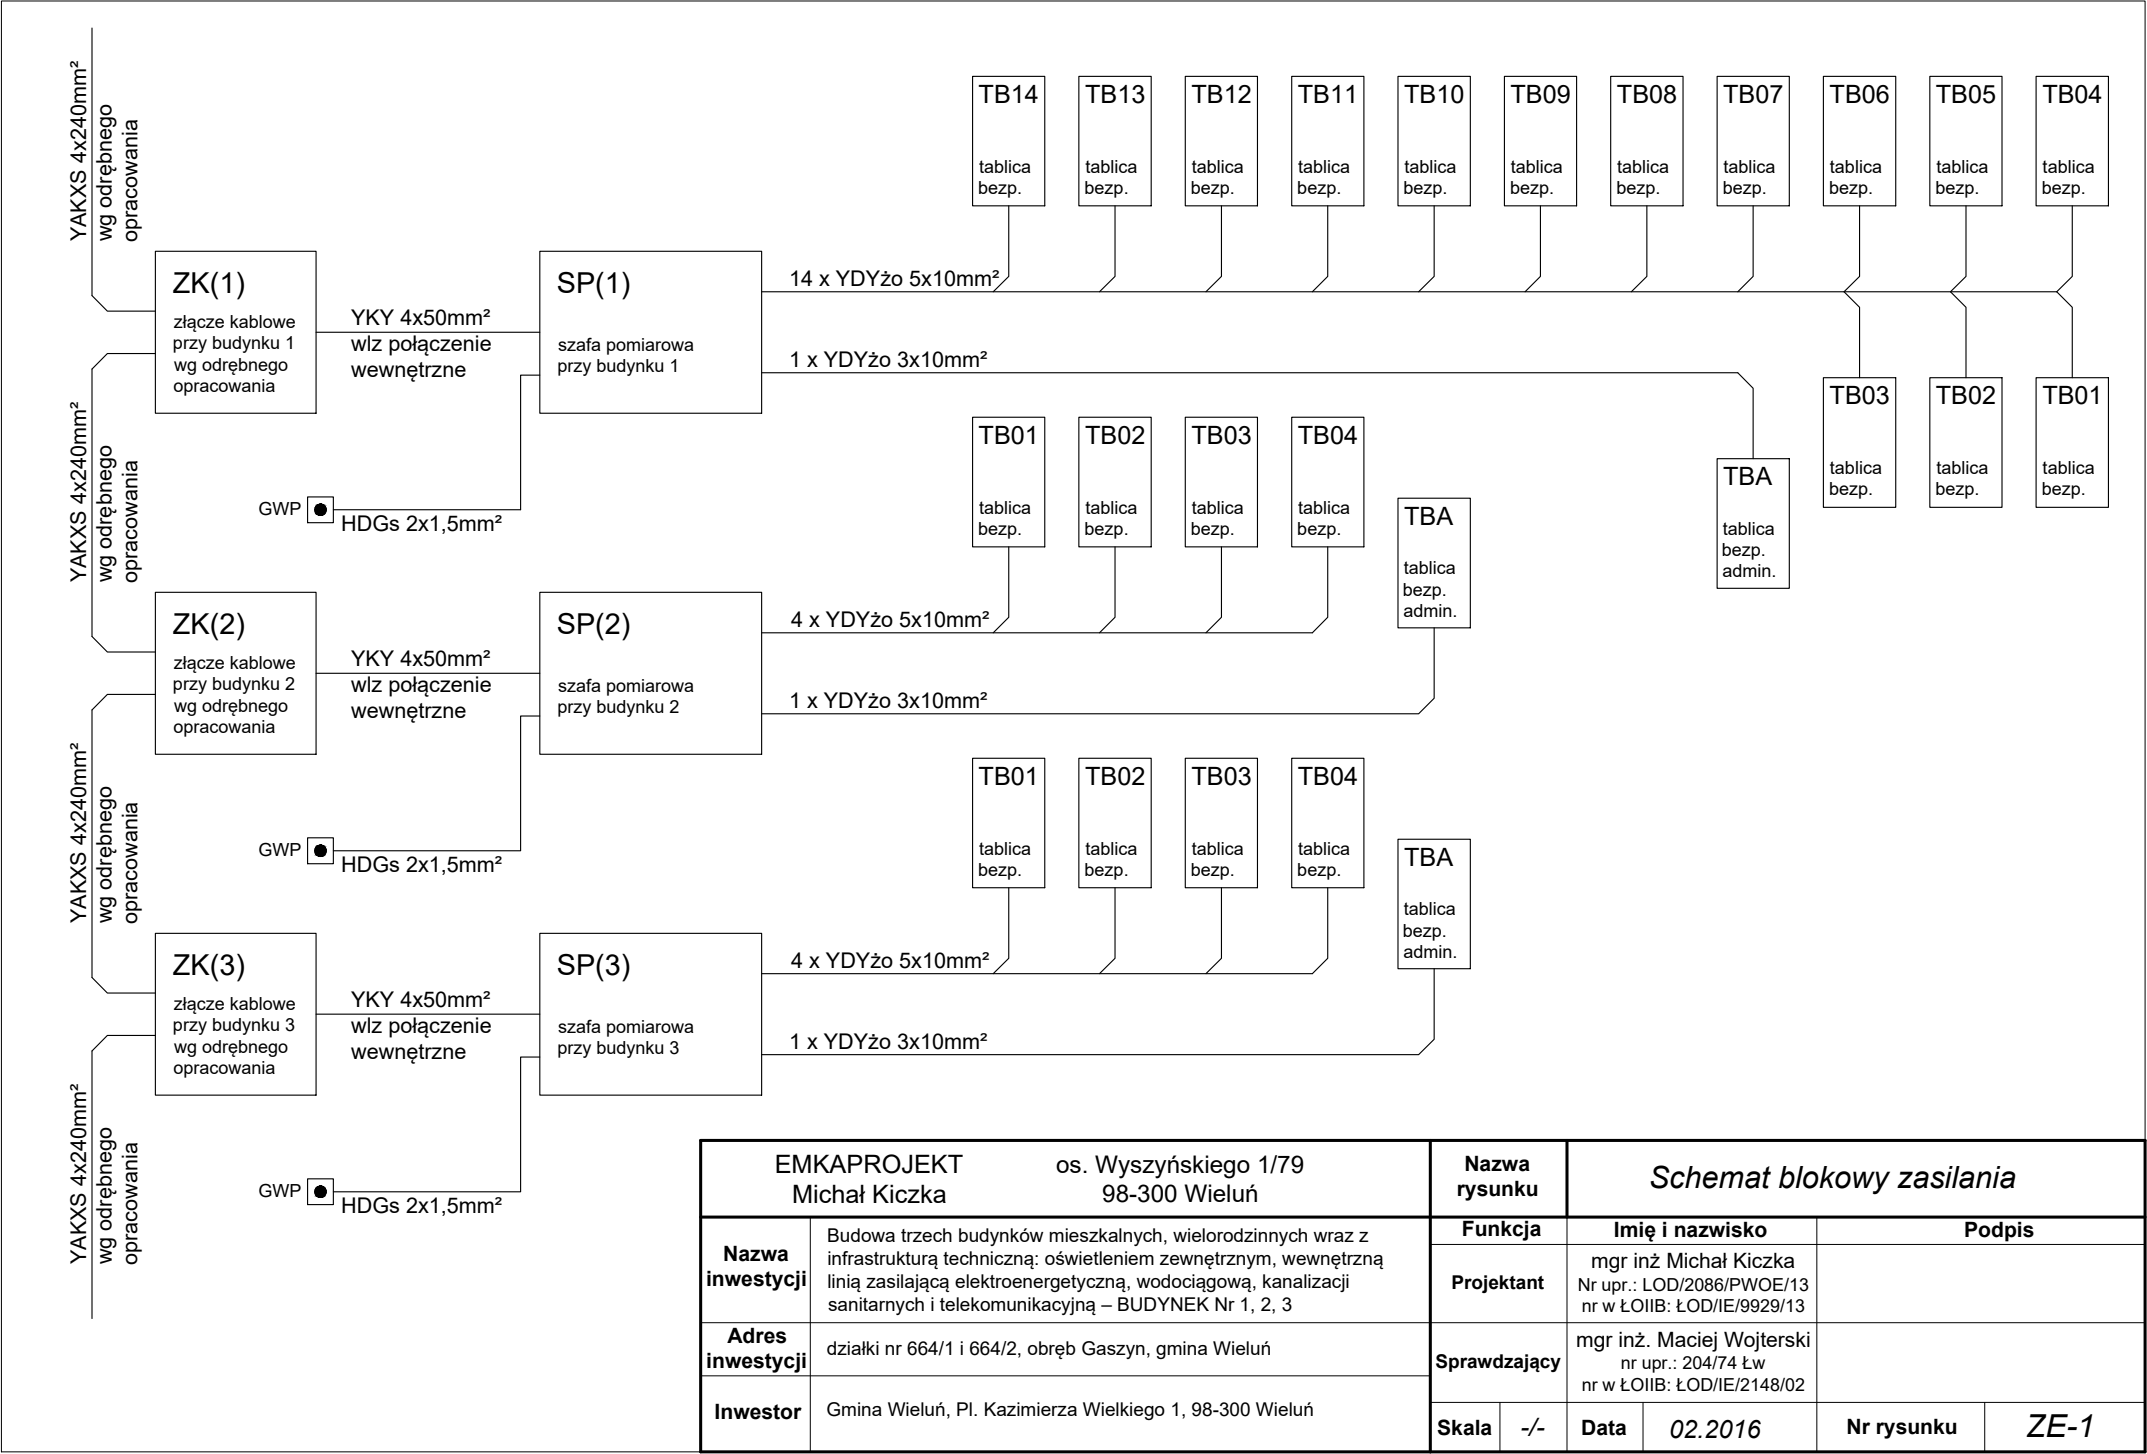 YAKXS 4x240mm²
wg odrębnego
opracowania
TB14
tablica
bezp.
TB13
tablica
bezp.
TB12
tablica
bezp.
TB11
tablica
bezp.
TB10
tablica
bezp.
TB09
tablica
bezp.
TB08
tablica
bezp.
TB07
tablica
bezp.
TB06
tablica
bezp.
TB05
tablica
bezp.
TB04
tablica
bezp.
ZK(1)
złącze kablowe
przy budynku 1
wg odrębnego
opracowania
YKY 4x50mm²
wlz połączenie
wewnętrzne
SP(1)
szafa pomiarowa
przy budynku 1
14 x YDYżo 5x10mm²
1 x YDYżo 3x10mm²
TB03
tablica
bezp.
TB02
tablica
bezp.
TB01
tablica
bezp.
TBA
tablica
bezp.
admin.
GWP
HDGs 2x1,5mm²
YAKXS 4x240mm²
wg odrębnego
opracowania
TB01
tablica
bezp.
TB02
tablica
bezp.
TB03
tablica
bezp.
TB04
tablica
bezp.
TBA
tablica
bezp.
admin.
ZK(2)
złącze kablowe
przy budynku 2
wg odrębnego
opracowania
YKY 4x50mm²
wlz połączenie
wewnętrzne
SP(2)
szafa pomiarowa
przy budynku 2
4 x YDYżo 5x10mm²
1 x YDYżo 3x10mm²
GWP
HDGs 2x1,5mm²
YAKXS 4x240mm²
wg odrębnego
opracowania
TB01
tablica
bezp.
TB02
tablica
bezp.
TB03
tablica
bezp.
TB04
tablica
bezp.
TBA
tablica
bezp.
admin.
ZK(3)
złącze kablowe
przy budynku 3
wg odrębnego
opracowania
YKY 4x50mm²
wlz połączenie
wewnętrzne
SP(3)
szafa pomiarowa
przy budynku 3
4 x YDYżo 5x10mm²
1 x YDYżo 3x10mm²
GWP
HDGs 2x1,5mm²
YAKXS 4x240mm²
wg odrębnego
opracowania
EMKAPROJEKT os. Wyszyńskiego 1/79
Michał Kiczka 98-300 Wieluń
Nazwa
rysunku
Schemat blokowy zasilania
Nazwa
inwestycji
Budowa trzech budynków mieszkalnych, wielorodzinnych wraz z
infrastrukturą techniczną: oświetleniem zewnętrznym, wewnętrzną
linią zasilającą elektroenergetyczną, wodociągową, kanalizacji
sanitarnych i telekomunikacyjną – BUDYNEK Nr 1, 2, 3
Funkcja Imię i nazwisko Podpis
Projektant
mgr inż Michał Kiczka
Nr upr.: LOD/2086/PWOE/13
nr w ŁOIIB: ŁOD/IE/9929/13
Adres
inwestycji
działki nr 664/1 i 664/2, obręb Gaszyn, gmina Wieluń
Sprawdzający
mgr inż. Maciej Wojterski
nr upr.: 204/74 Łw
nr w ŁOIIB: ŁOD/IE/2148/02
Inwestor Gmina Wieluń, Pl. Kazimierza Wielkiego 1, 98-300 Wieluń
Skala -/- Data 02.2016 Nr rysunku ZE-1